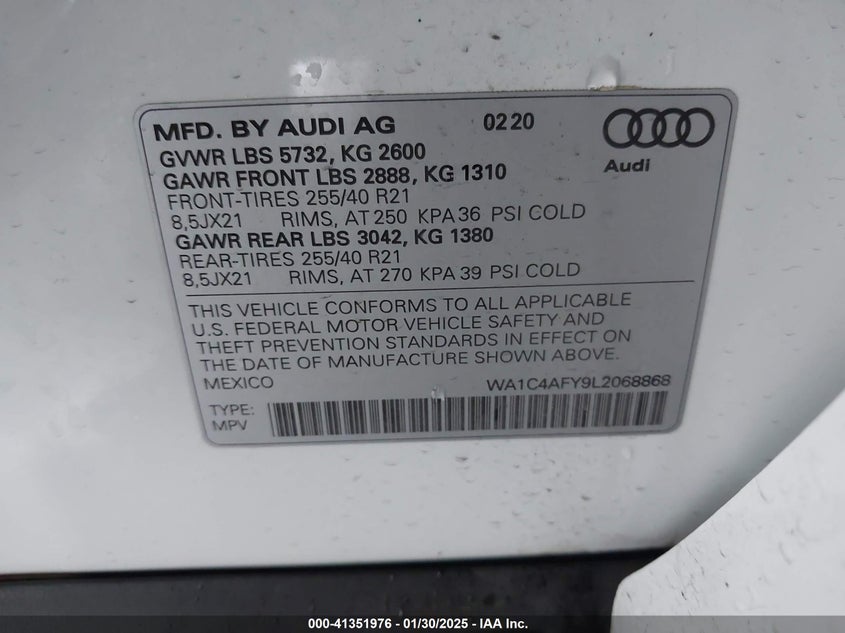 MFD. BY AUDI AG 0220
Audi
GVWR LBS 5732, KG 2600
GAWR FRONT LBS 2888, KG 1310
FRONT-TIRES 255/40 R21
8,5JX21 RIMS, AT 250 KPA 36 PSI COLD
GAWR REAR LBS 3042, KG 1380
REAR-TIRES 255/40 R21
8,5JX21 RIMS, AT 270 KPA 39 PSI COLD
THIS VEHICLE CONFORMS TO ALL APPLICABLE
U.S. FEDERAL MOTOR VEHICLE SAFETY AND
THEFT PREVENTION STANDARDS IN EFFECT ON
THE DATE OF MANUFACTURE SHOWN ABOVE.
MEXICO WA1C4AFY9L2068868
TYPE:
MPV
000-41351976 - 01/30/2025 - IAA Inc.